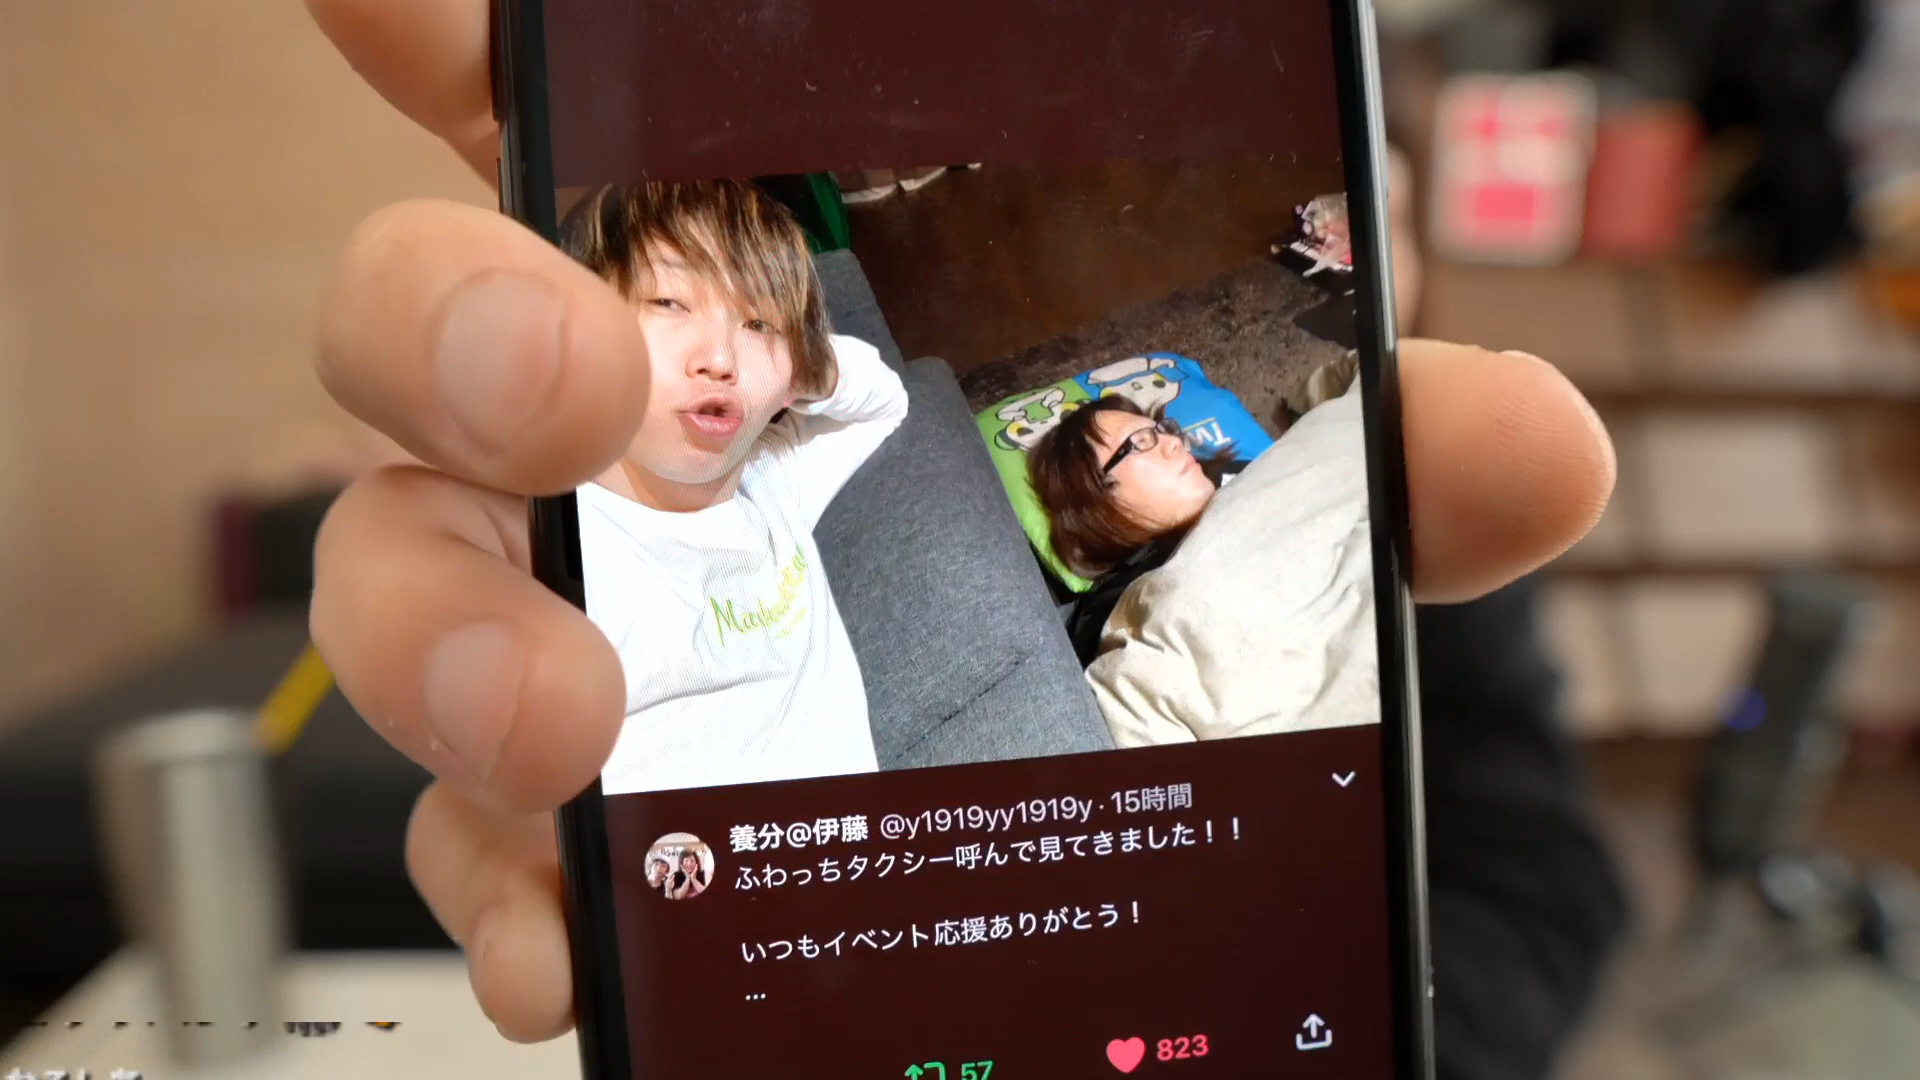 養分@伊藤 @y1919yy1919y · 15時間
ふわっちタクシー呼んで見てきました！！
いつもイベント応援ありがとう！
...
57
823